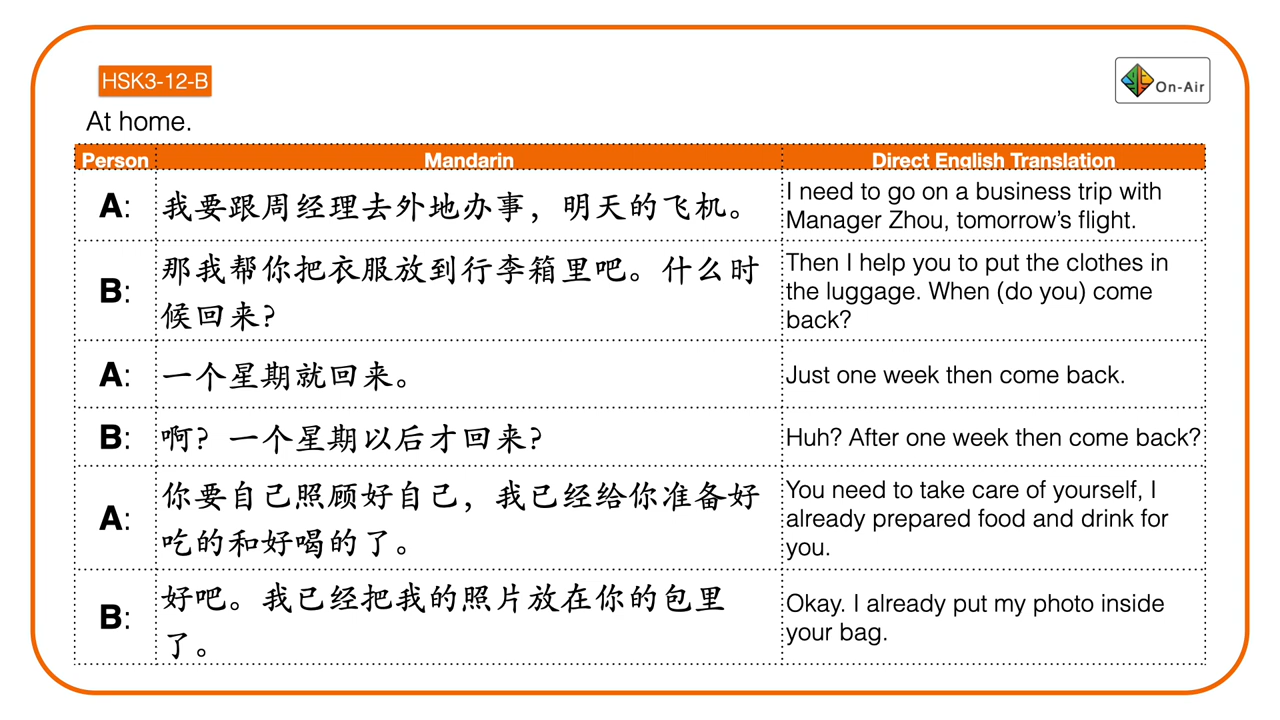 HSK3-12-B
On-Air
At home.
Person Mandarin Direct English Translation
A: 我要跟周经理去外地办事，明天的飞机。 I need to go on a business trip with
Manager Zhou, tomorrow's flight.
B: 那我帮你把衣服放到行李箱里吧。什么时
候回来?
Then I help you to put the clothes in
the luggage. When (do you) come
back?
A: 一个星期就回来。 Just one week then come back.
B: 啊? 一个星期以后才回来? Huh? After one week then come back?
A: 你要自己照顾好自己，我已经给你准备好
吃的和好喝的了。
You need to take care of yourself, I
already prepared food and drink for
you.
B: 好吧。我已经把我的照片放在你的包里
了。
Okay. I already put my photo inside
your bag.